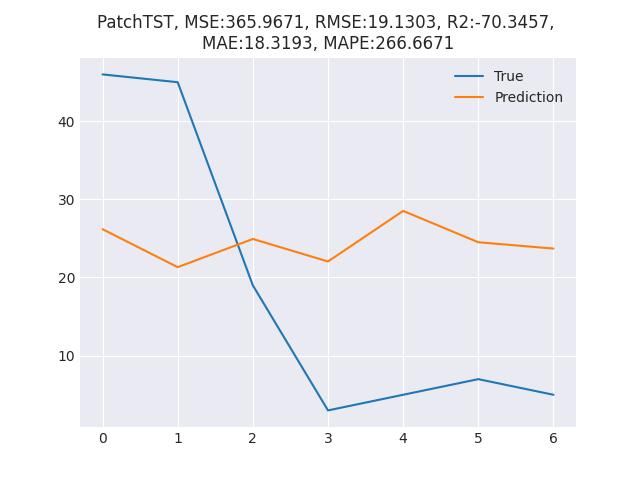 PatchTST, MSE:365.9671, RMSE:19.1303, R2:-70.3457,
MAE:18.3193, MAPE:266.6671
True
Prediction
40
30
20
10
0 1 2 3 4 5 6